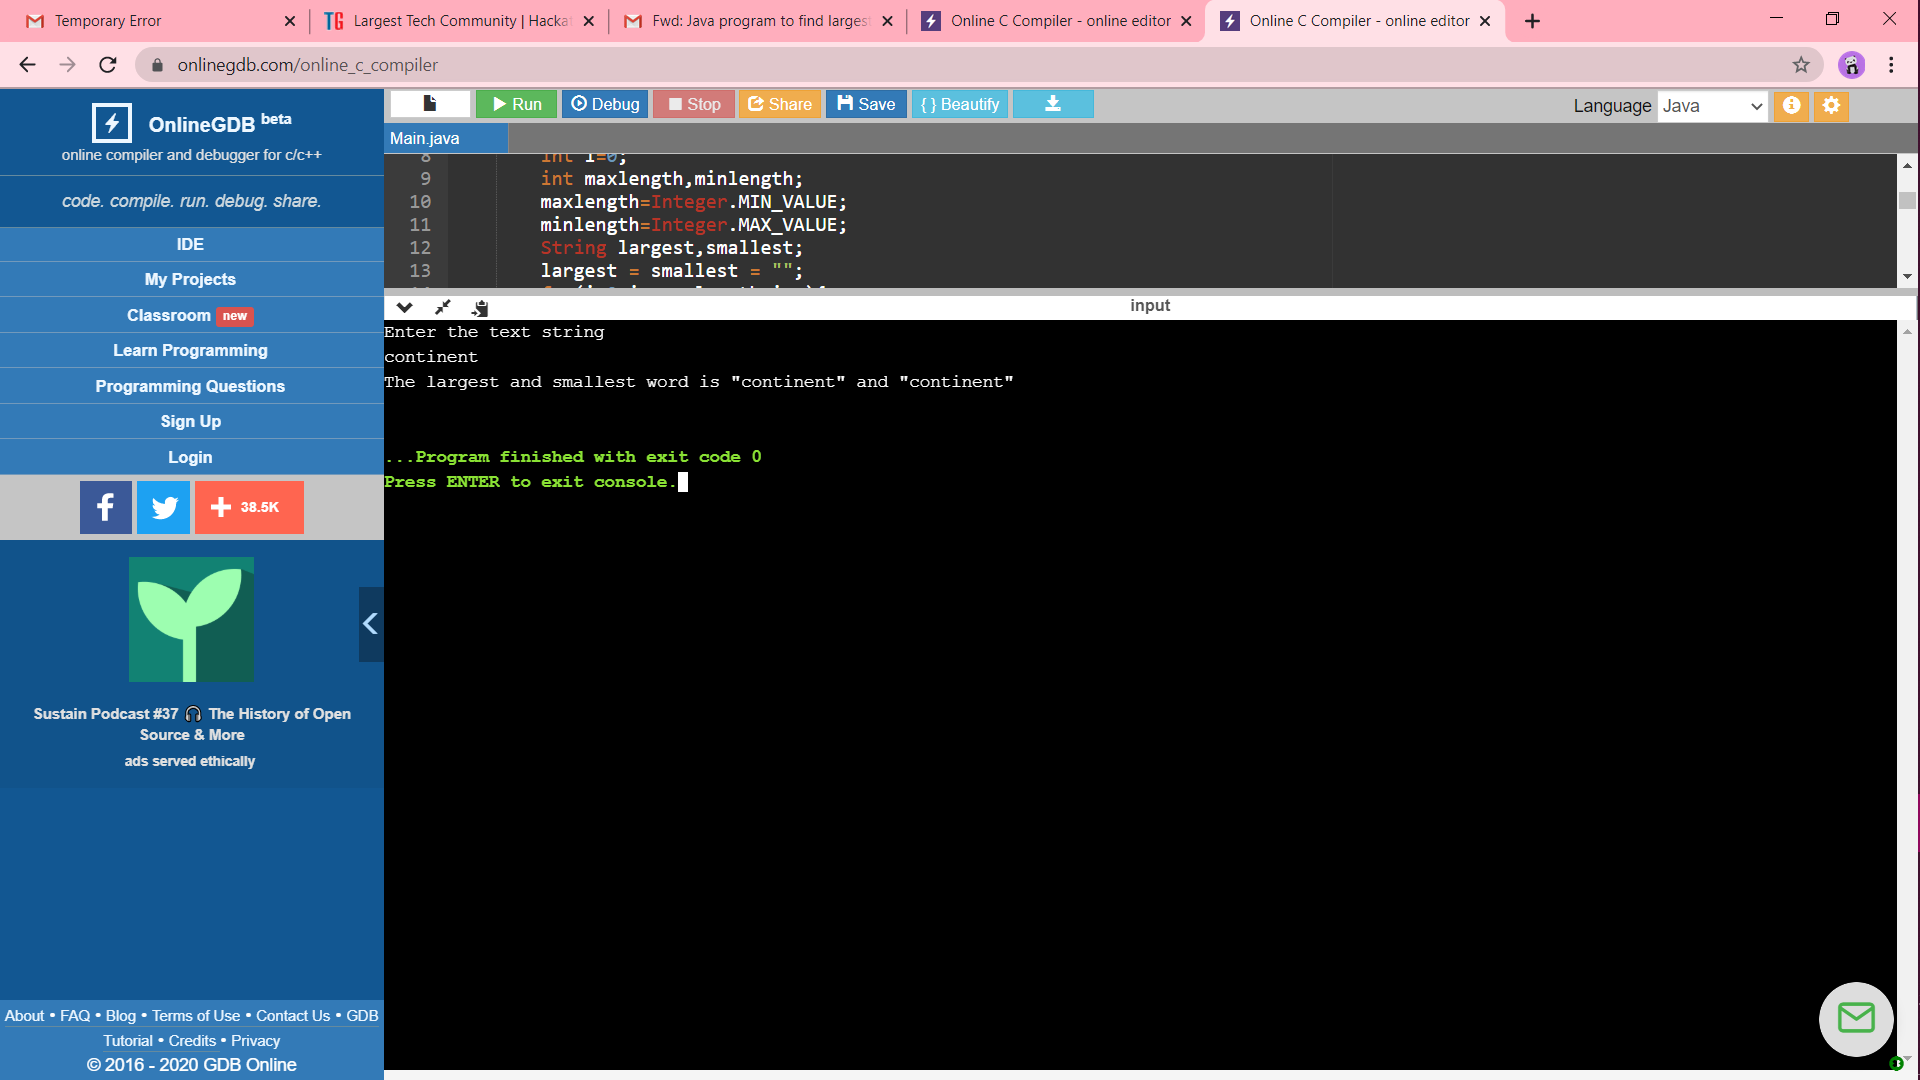 Temporary Error
Largest Tech Community | Hacka
Fwd: Java program to find larges
Online C Compiler - online editor
Online C Compiler - online editor
onlinegdb.com/online_c_compiler
OnlineGDB beta
online compiler and debugger for c/c++
code. compile. run. debug. share.
IDE
My Projects
Classroom new
Learn Programming
Programming Questions
Sign Up
Login
38.5K
Sustain Podcast #37 🎧 The History of Open
Source & More
ads served ethically
About • FAQ • Blog • Terms of Use • Contact Us • GDB
Tutorial • Credits • Privacy
© 2016 - 2020 GDB Online
Run Debug Stop Share Save { } Beautify
Language Java
Main.java
8 int i=0;
9 int maxlength,minlength;
10 maxlength=Integer.MIN_VALUE;
11 minlength=Integer.MAX_VALUE;
12 String largest,smallest;
13 largest = smallest = "";
input
Enter the text string
continent
The largest and smallest word is "continent" and "continent"
...Program finished with exit code 0
Press ENTER to exit console.